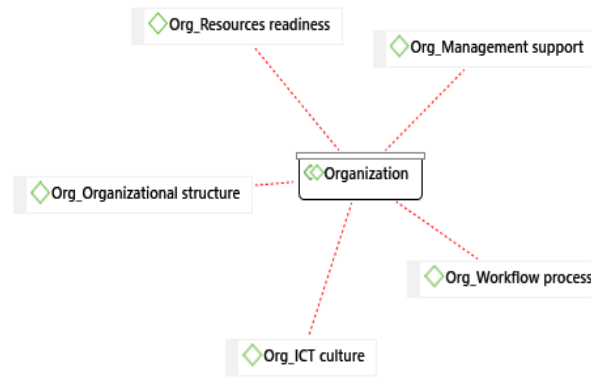 Org_Resources readiness
Org_Management support
Organization
Org_Organizational structure
Org_Workflow process
Org_ICT culture